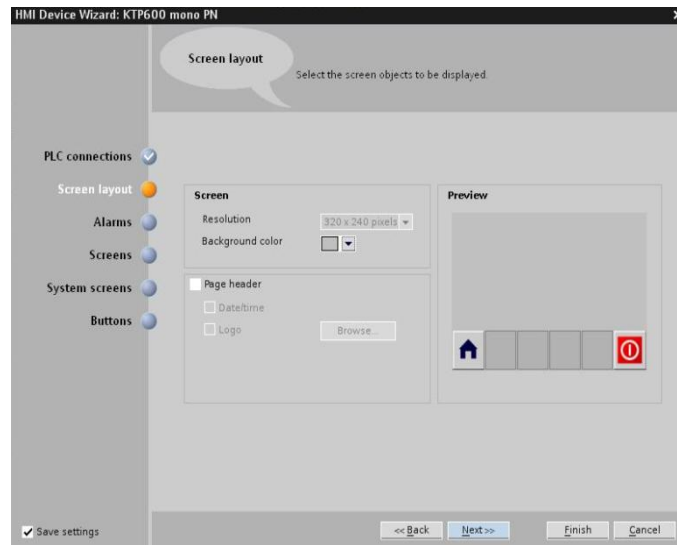 HMI Device Wizard: KTP600 mono PN
Screen layout
Select the screen objects to be displayed.
PLC connections
Screen layout
Alarms
Screens
System screens
Buttons
Screen
Resolution
320 x 240 pixels
Background color
Page header
Date/time
Logo
Browse...
Preview
Save settings
<< Back
Next >>
Finish
Cancel